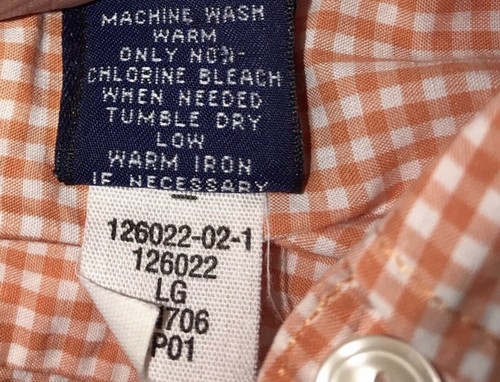 MACHINE WASH
WARM
ONLY NON-
CHLORINE BLEACH
WHEN NEEDED
TUMBLE DRY
LOW
WARM IRON
IF NECESSARY
126022-02-1
126022
LG
1706
P01